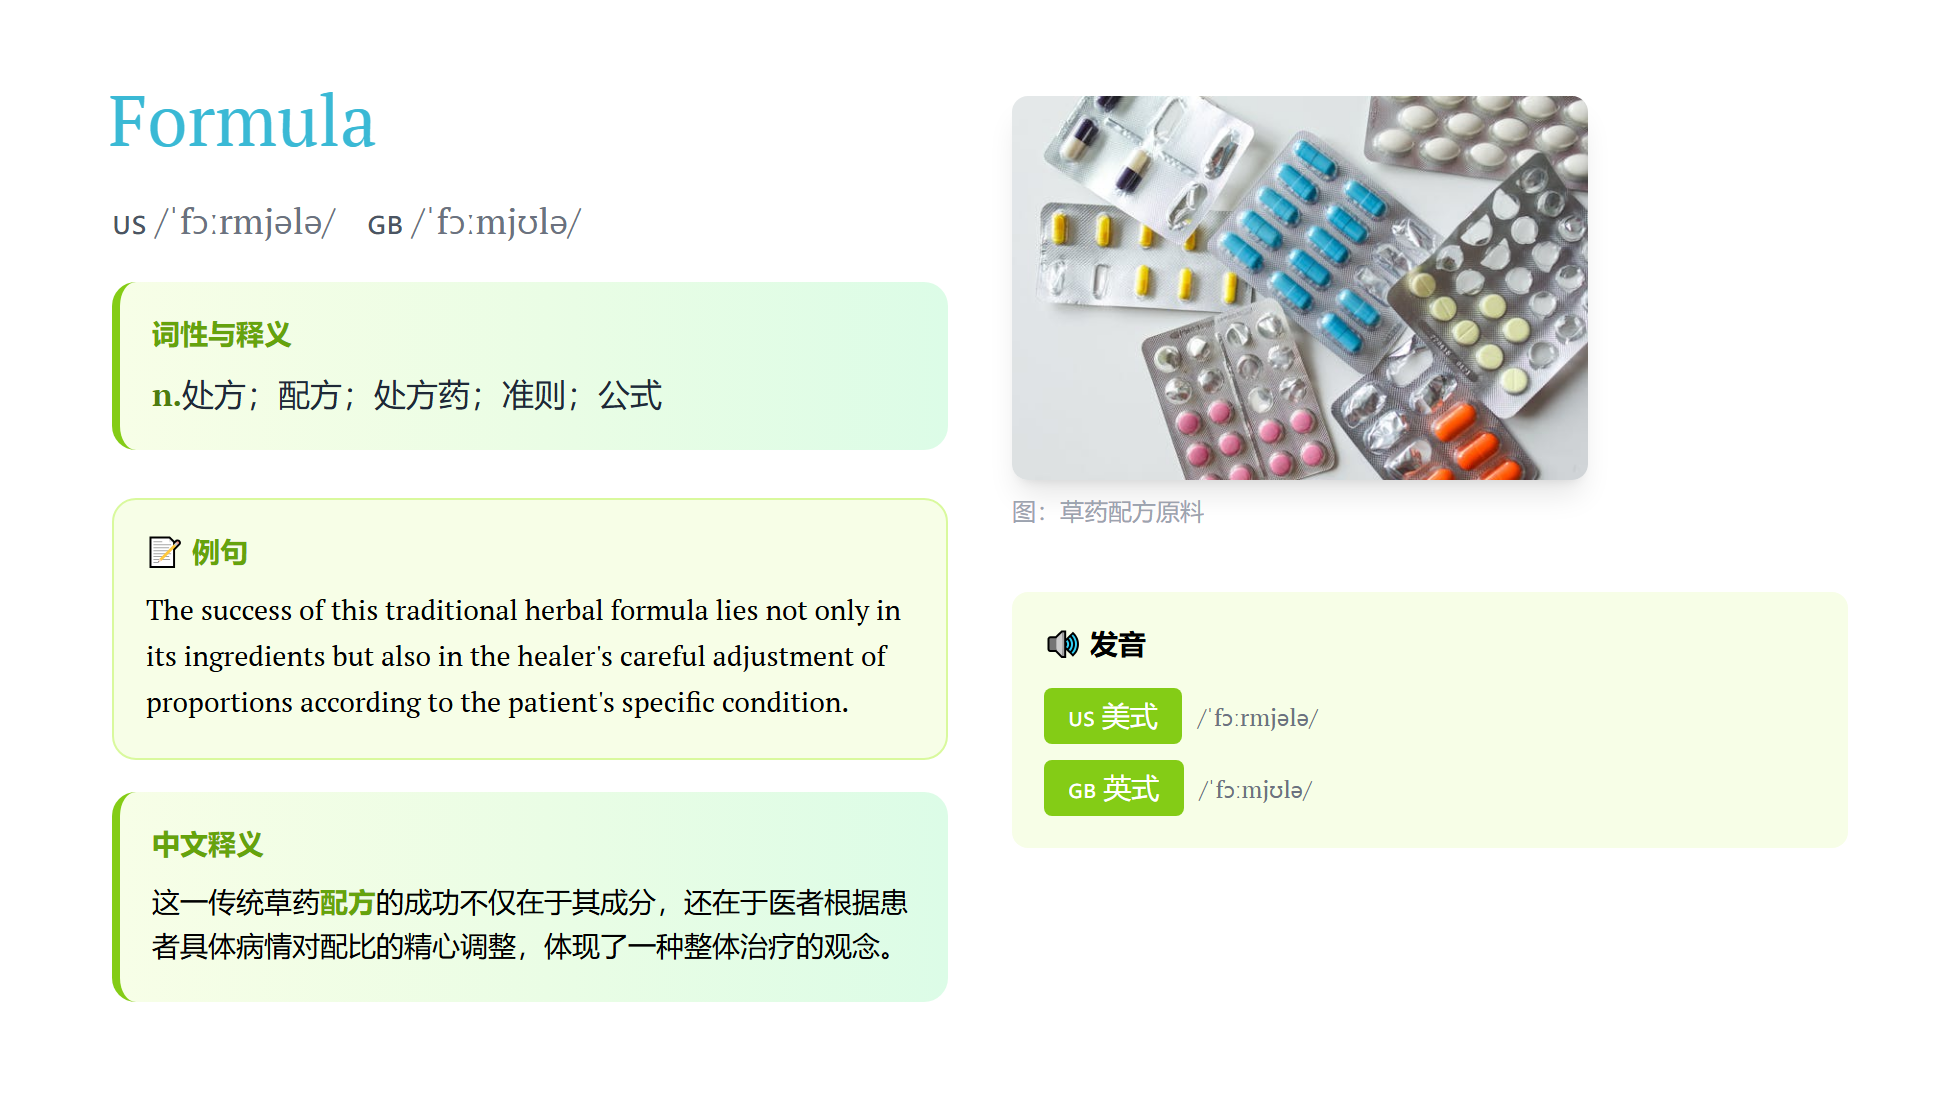 Formula
US /ˈfɔːrmjələ/ GB /ˈfɔːmjʊlə/
词性与释义
n.处方；配方；处方药；准则；公式
📝 例句
The success of this traditional herbal formula lies not only in
its ingredients but also in the healer's careful adjustment of
proportions according to the patient's specific condition.
中文释义
这一传统草药配方的成功不仅在于其成分，还在于医者根据患
者具体病情对配比的精心调整，体现了一种整体治疗的观念。
图：草药配方原料
🔊 发音
US 美式 /ˈfɔːrmjələ/
GB 英式 /ˈfɔːmjʊlə/